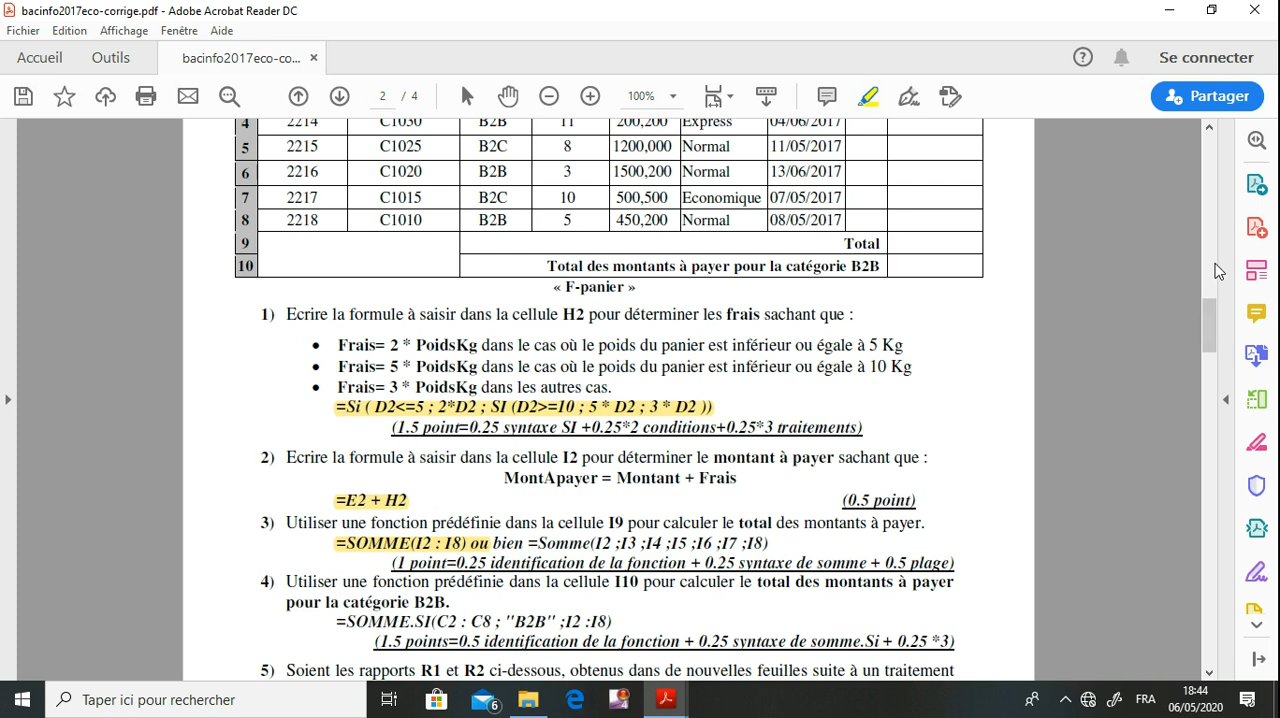 bacinfo2017eco-corrige.pdf - Adobe Acrobat Reader DC
Fichier Edition Affichage Fenêtre Aide
Accueil Outils bacinfo2017eco-co... × ? Se connecter
2 / 4 100% Partager
4 2214 C1030 B2B 11 200,200 Express 04/06/2017
5 2215 C1025 B2C 8 1200,000 Normal 11/05/2017
6 2216 C1020 B2B 3 1500,200 Normal 13/06/2017
7 2217 C1015 B2C 10 500,500 Economique 07/05/2017
8 2218 C1010 B2B 5 450,200 Normal 08/05/2017
9 Total
10 Total des montants à payer pour la catégorie B2B
« F-panier »
1) Ecrire la formule à saisir dans la cellule H2 pour déterminer les frais sachant que :
• Frais= 2 * PoidsKg dans le cas où le poids du panier est inférieur ou égale à 5 Kg
• Frais= 5 * PoidsKg dans le cas où le poids du panier est inférieur ou égale à 10 Kg
• Frais= 3 * PoidsKg dans les autres cas.
=Si ( D2<=5 ; 2*D2 ; SI (D2>=10 ; 5 * D2 ; 3 * D2 ))
(1.5 point=0.25 syntaxe SI +0.25*2 conditions+0.25*3 traitements)
2) Ecrire la formule à saisir dans la cellule I2 pour déterminer le montant à payer sachant que :
MontApayer = Montant + Frais
=E2 + H2 (0.5 point)
3) Utiliser une fonction prédéfinie dans la cellule I9 pour calculer le total des montants à payer.
=SOMME(I2 : I8) ou bien =Somme(I2 ;I3 ;I4 ;I5 ;I6 ;I7 ;I8)
(1 point=0.25 identification de la fonction + 0.25 syntaxe de somme + 0.5 plage)
4) Utiliser une fonction prédéfinie dans la cellule I10 pour calculer le total des montants à payer
pour la catégorie B2B.
=SOMME.SI(C2 : C8 ; "B2B" ;I2 :I8)
(1.5 points=0.5 identification de la fonction + 0.25 syntaxe de somme.Si + 0.25 *3)
5) Soient les rapports R1 et R2 ci-dessous, obtenus dans de nouvelles feuilles suite à un traitement
Taper ici pour rechercher 6 FRA 18:44
06/05/2020